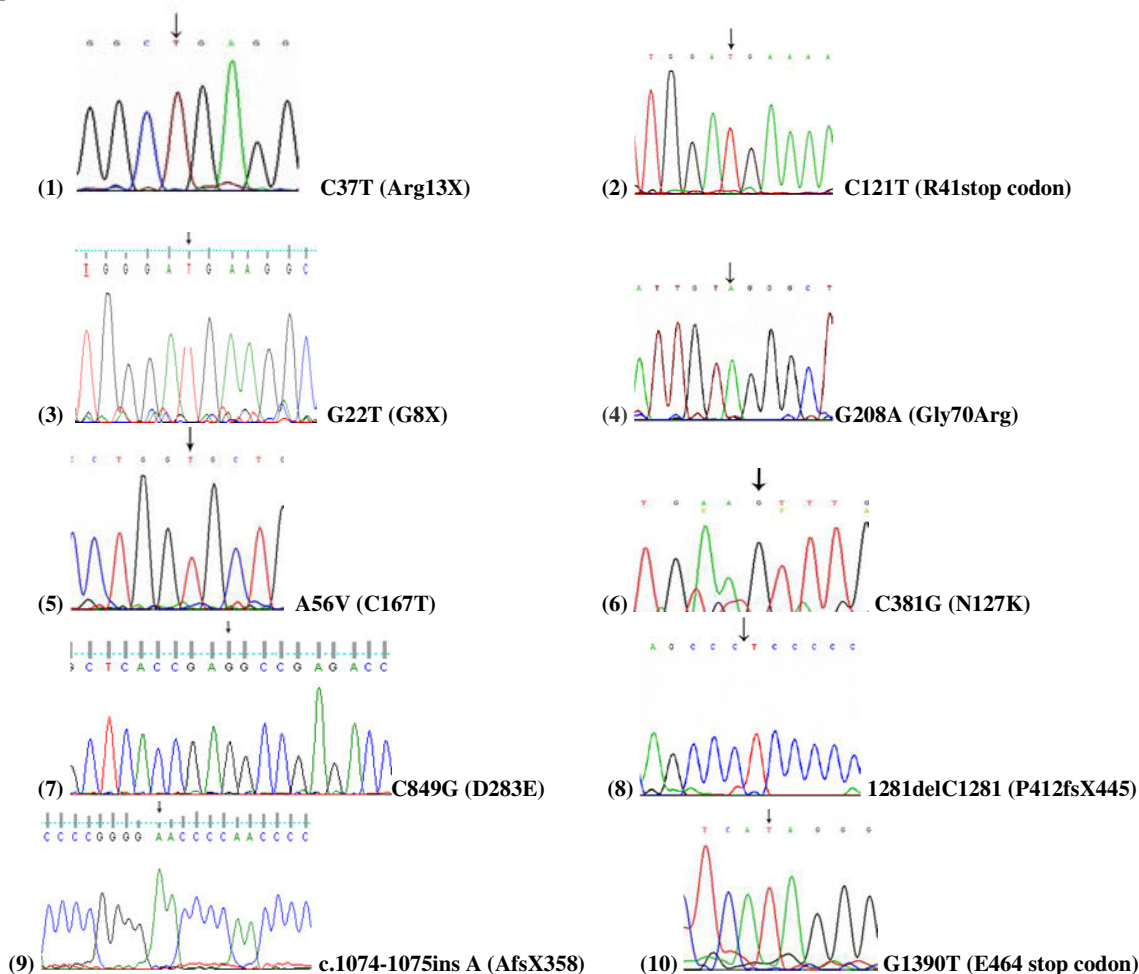 G G C T G A G G
(1) C37T (Arg13X)
T G G A T G A A A A
(2) C121T (R41stop codon)
T G G G A T G A A G G C
(3) G22T (G8X)
A T T G T A G G G C T
(4) G208A (Gly70Arg)
C C T G G T G C T C
(5) A56V (C167T)
T G A A G T T T G
(6) C381G (N127K)
G C T C A C C G A G G C C G A G A C C
(7) C849G (D283E)
A G C C C T C C C C C
(8) 1281delC1281 (P412fsX445)
C C C C G G G G A A C C C C A A C C C C
(9) c.1074-1075ins A (AfsX358)
T C A T A G G G
(10) G1390T (E464 stop codon)